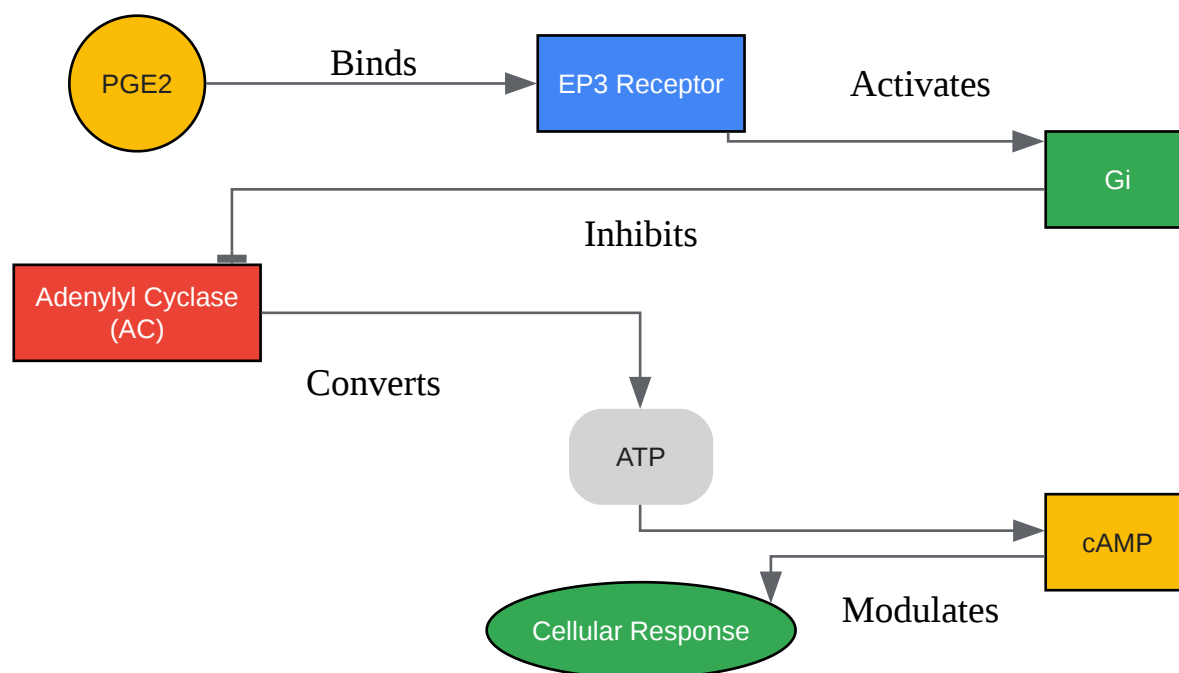 PGE2
Binds
EP3 Receptor
Activates
Gi
Inhibits
Adenylyl Cyclase
(AC)
Converts
ATP
cAMP
Modulates
Cellular Response